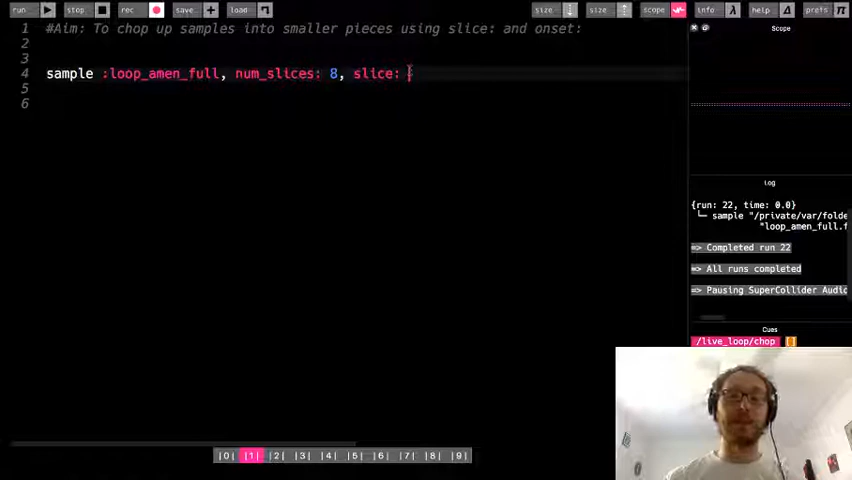 run stop rec save.. load size.. size.. scope info help prefs
1 #Aim: To chop up samples into smaller pieces using slice: and onset:
2
3
4 sample :loop_amen_full, num_slices: 8, slice:
5
6
Scope
Log
{run: 22, time: 0.0}
└─ sample "/private/var/folde
"loop_amen_full.f
=> Completed run 22
=> All runs completed
=> Pausing SuperCollider Audio
Cues
/live_loop/chop []
|0| |1| |2| |3| |4| |5| |6| |7| |8| |9|